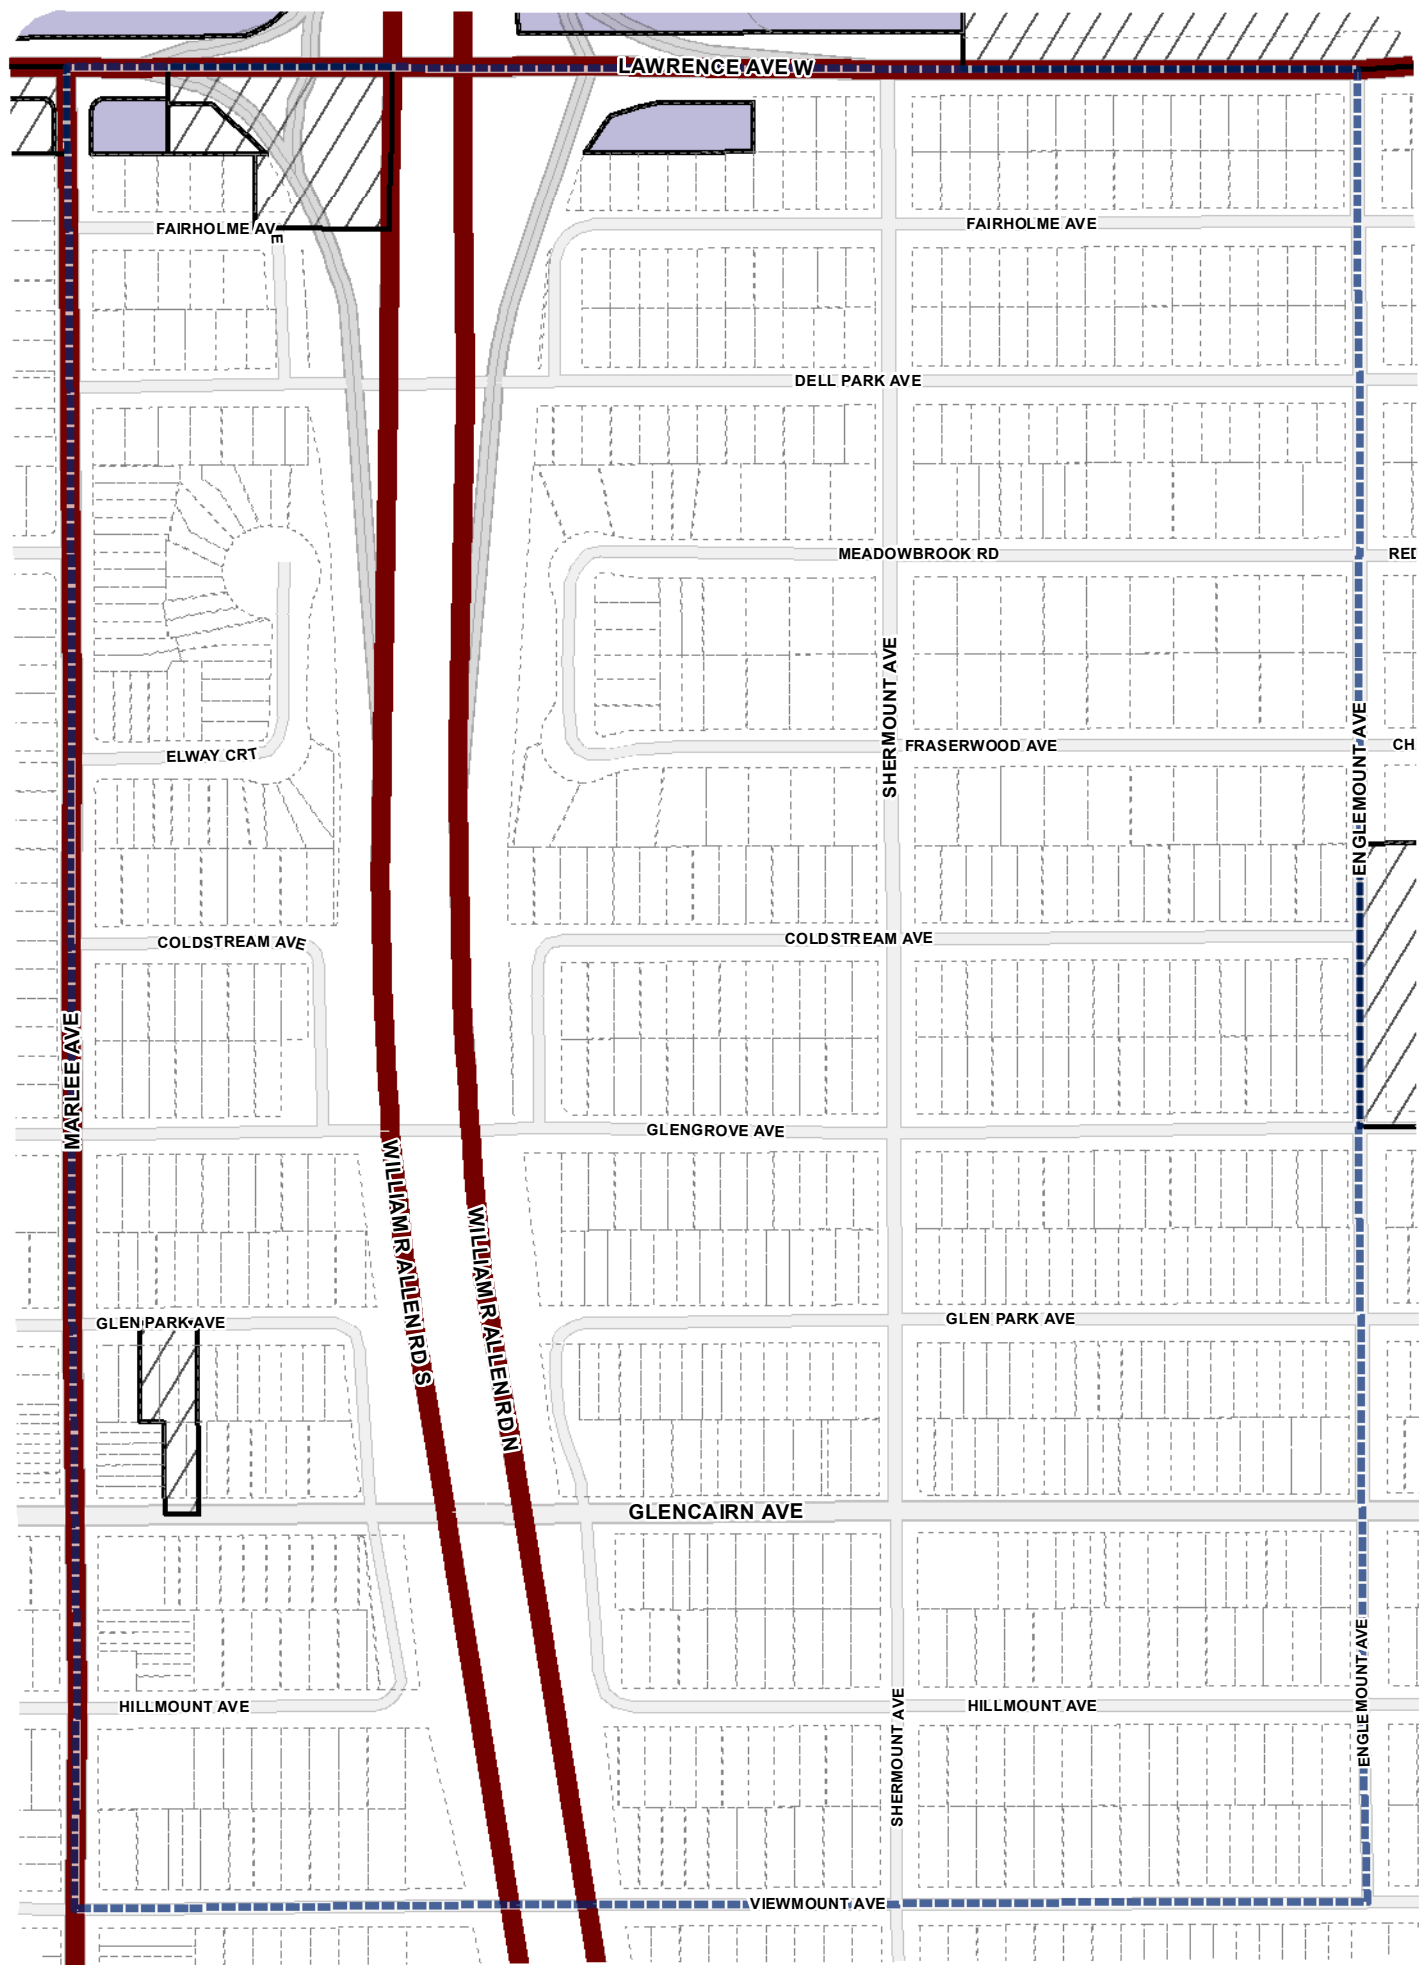 LAWRENCE AVE W
FAIRHOLME AVE
FAIRHOLME AVE
DELL PARK AVE
MEADOWBROOK RD
RED
SHERMOUNT AVE
ELWAY CRT
FRASERWOOD AVE
ENGLEMOUNT AVE
CH
COLDSTREAM AVE
COLDSTREAM AVE
MARLEE AVE
GLENGROVE AVE
WILLIAM R ALLEN RD S
WILLIAM R ALLEN RD N
GLEN PARK AVE
GLEN PARK AVE
GLENCAIRN AVE
HILLMOUNT AVE
HILLMOUNT AVE
SHERMOUNT AVE
ENGLEMOUNT AVE
VIEWMOUNT AVE